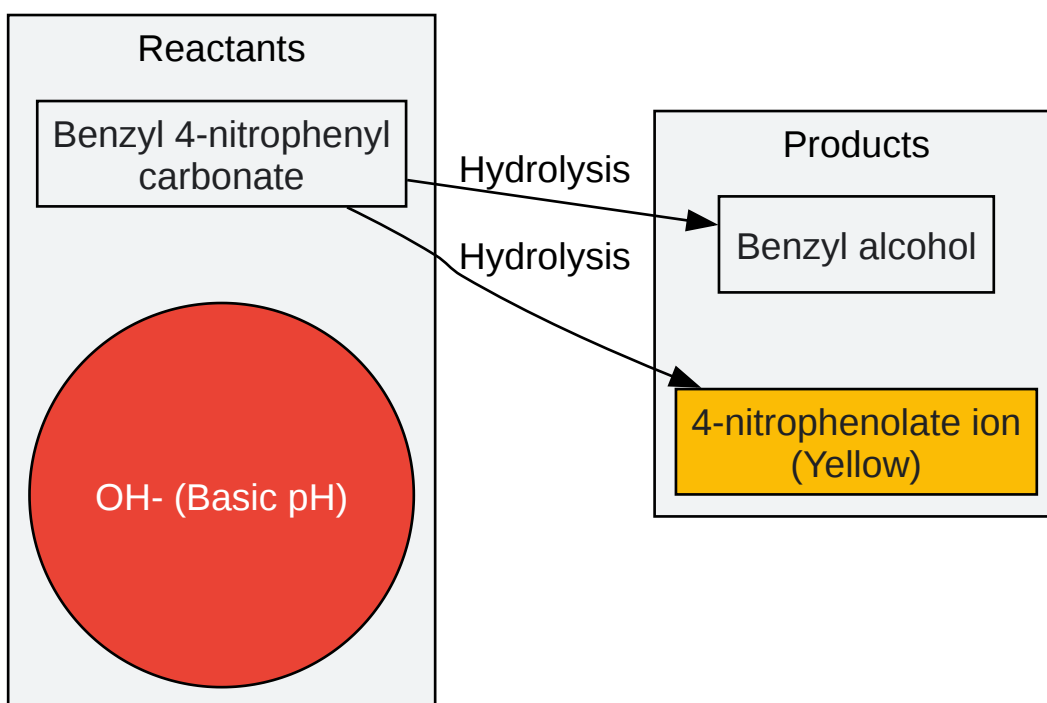 Reactants
Benzyl 4-nitrophenyl
carbonate
OH- (Basic pH)
Hydrolysis
Hydrolysis
Products
Benzyl alcohol
4-nitrophenolate ion
(Yellow)